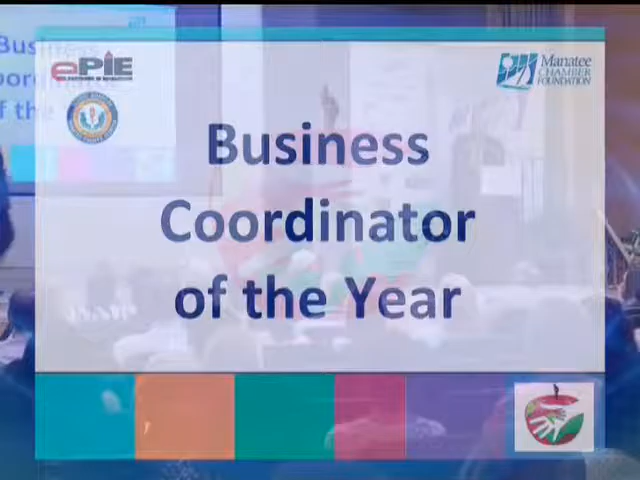 ePIE
Manatee
CHAMBER
FOUNDATION
Business
Coordinator
of the Year